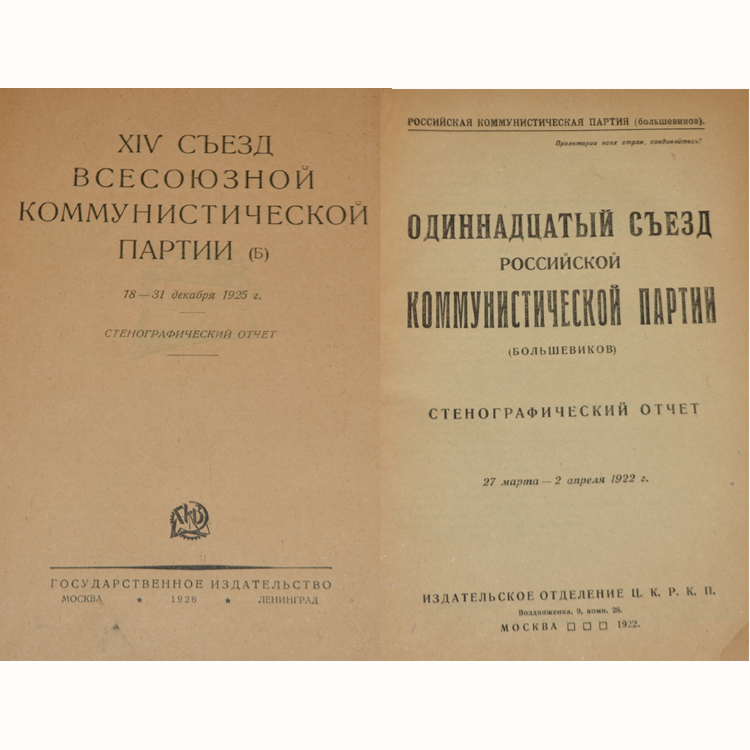 XIV СЪЕЗД
ВСЕСОЮЗНОЙ
КОММУНИСТИЧЕСКОЙ
ПАРТИИ (Б)
18 — 31 декабря 1925 г.
СТЕНОГРАФИЧЕСКИЙ ОТЧЕТ
ГОСУДАРСТВЕННОЕ ИЗДАТЕЛЬСТВО
МОСКВА ★ 1926 ★ ЛЕНИНГРАД
РОССИЙСКАЯ КОММУНИСТИЧЕСКАЯ ПАРТИЯ (большевиков).
Пролетарии всех стран, соединяйтесь!
ОДИННАДЦАТЫЙ СЪЕЗД
РОССИЙСКОЙ
КОММУНИСТИЧЕСКОЙ ПАРТИИ
(БОЛЬШЕВИКОВ)
СТЕНОГРАФИЧЕСКИЙ ОТЧЕТ
27 марта — 2 апреля 1922 г.
ИЗДАТЕЛЬСКОЕ ОТДЕЛЕНИЕ Ц. К. Р. К. П.
Воздвиженка, 9, комн. 28.
МОСКВА □ □ □ 1922.